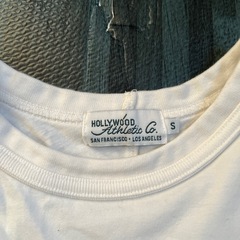 HOLLYWOOD
Athletic Co.
SAN FRANCISCO - LOS ANGELES
S